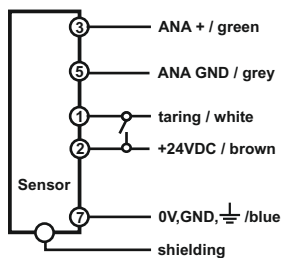 3 ANA + / green
5 ANA GND / grey
1 taring / white
2 +24VDC / brown
Sensor
7 0V,GND, ⏚ /blue
shielding